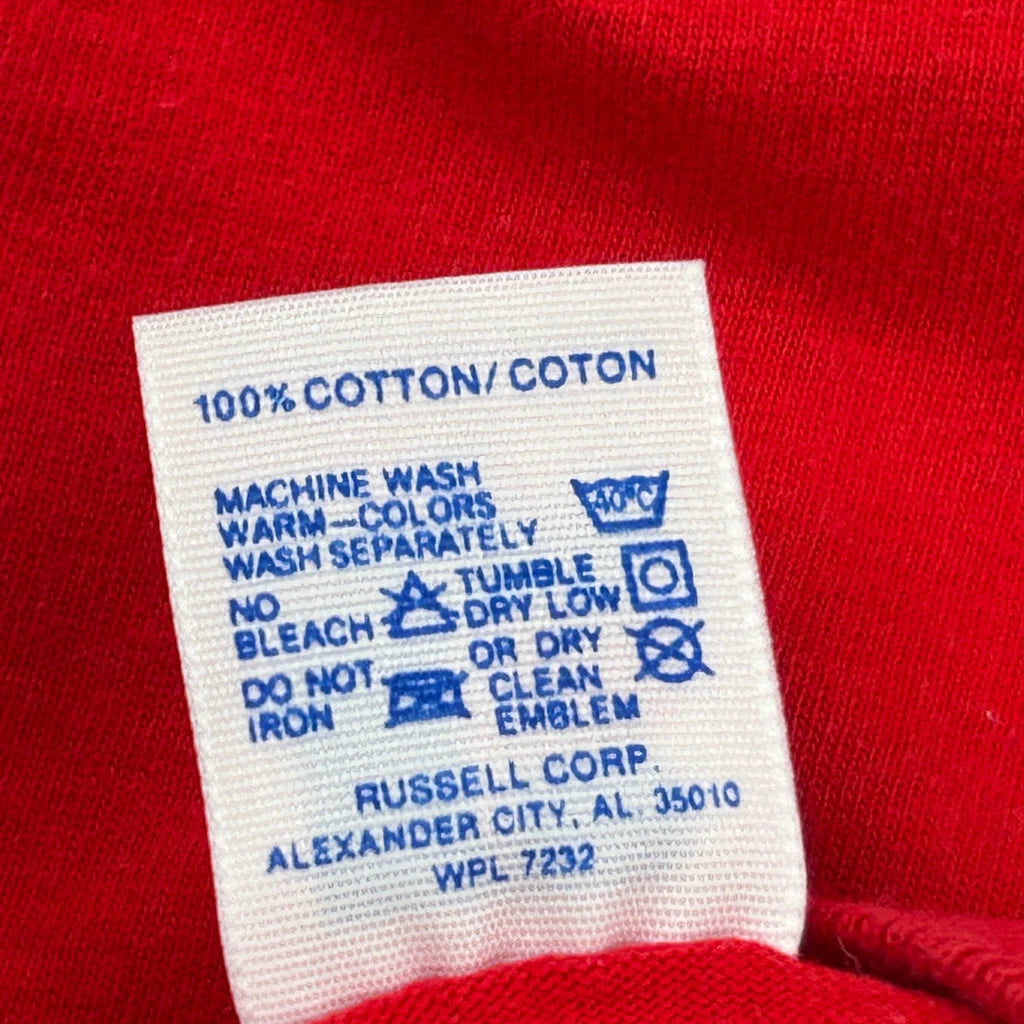 100% COTTON/ COTON
MACHINE WASH
WARM—COLORS
WASH SEPARATELY
40°C
NO
BLEACH
TUMBLE
DRY LOW
DO NOT
IRON
OR DRY
CLEAN
EMBLEM
RUSSELL CORP.
ALEXANDER CITY, AL. 35010
WPL 7232